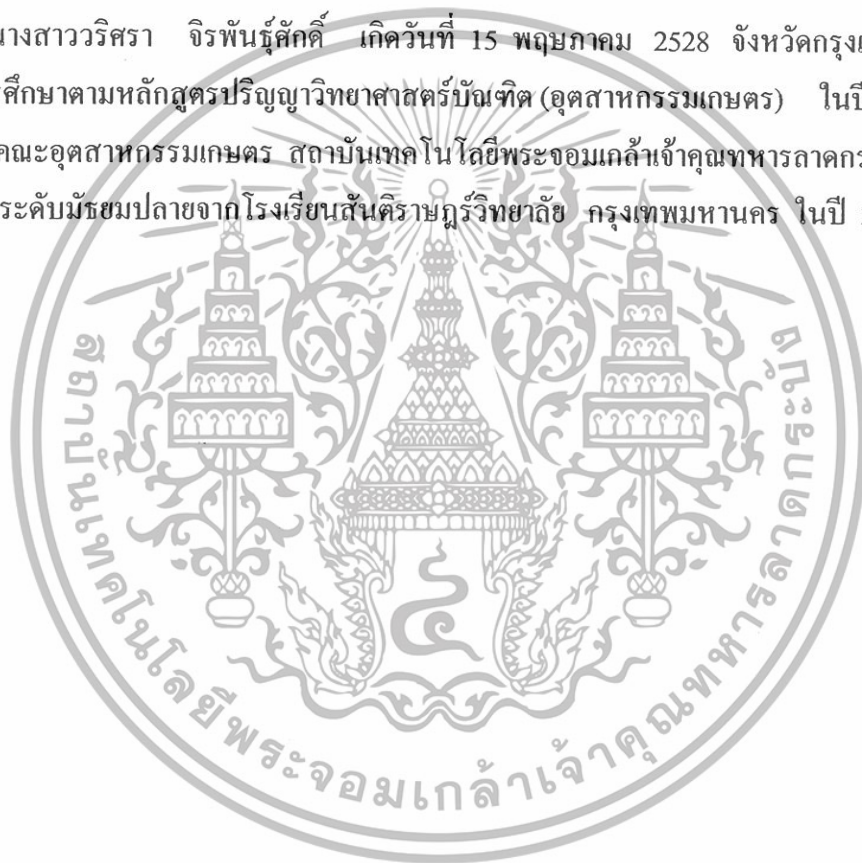 นางสาววริศรา จิรพันธุ์ศักดิ์ เกิดวันที่ 15 พฤษภาคม 2528 จังหวัดกรุงเ
ศึกษาตามหลักสูตรปริญญาวิทยาศาสตร์บัณฑิต (อุตสาหกรรมเกษตร) ในปี
คณะอุตสาหกรรมเกษตร สถาบันเทคโนโลยีพระจอมเกล้าเจ้าคุณทหารลาดกร
ระดับมัธยมปลายจากโรงเรียนสันติราษฎร์วิทยาลัย กรุงเทพมหานคร ในปี
สถาบันเทคโนโลยีพระจอมเกล้าเจ้าคุณทหารลาดกระบัง
๔